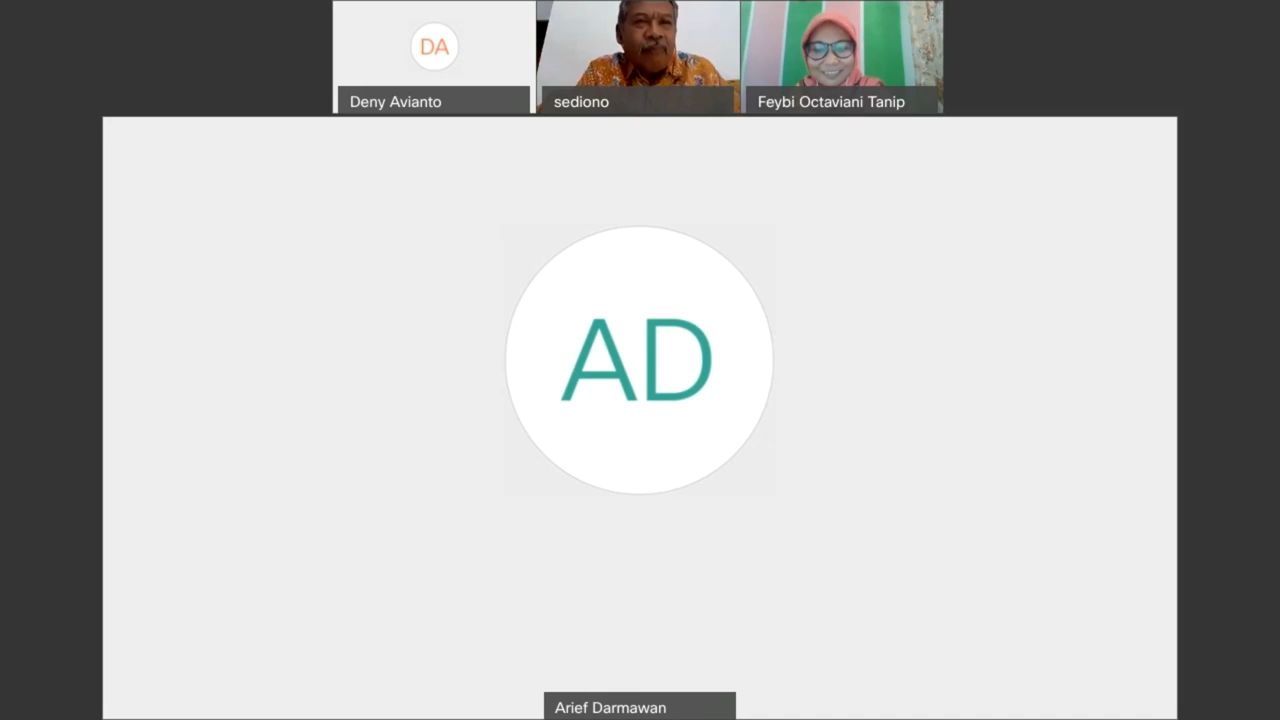 DA
Deny Avianto
sediono
Feybi Octaviani Tanip
AD
Arief Darmawan